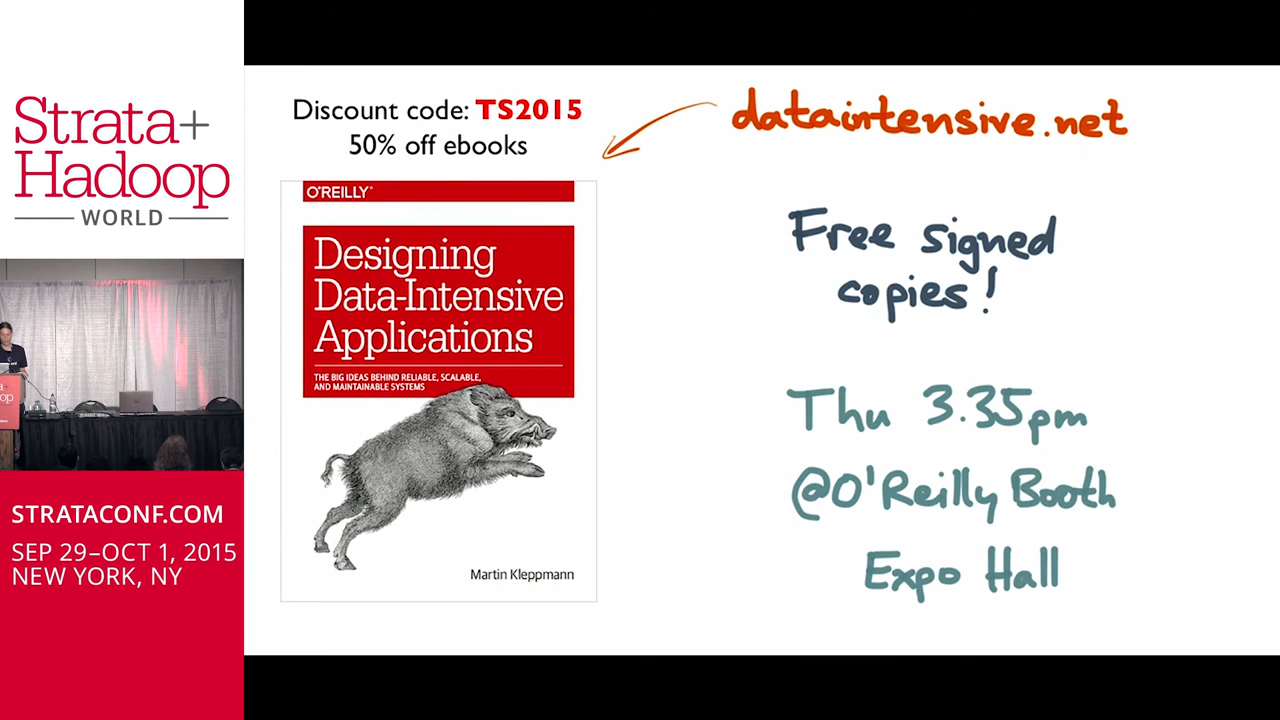 Strata+
Hadoop
WORLD
STRATACONF.COM
SEP 29–OCT 1, 2015
NEW YORK, NY
Discount code: TS2015
50% off ebooks
O'REILLY®
Designing
Data-Intensive
Applications
THE BIG IDEAS BEHIND RELIABLE, SCALABLE,
AND MAINTAINABLE SYSTEMS
Martin Kleppmann
dataintensive.net
Free signed
copies!
Thu 3.35pm
@O'Reilly Booth
Expo Hall